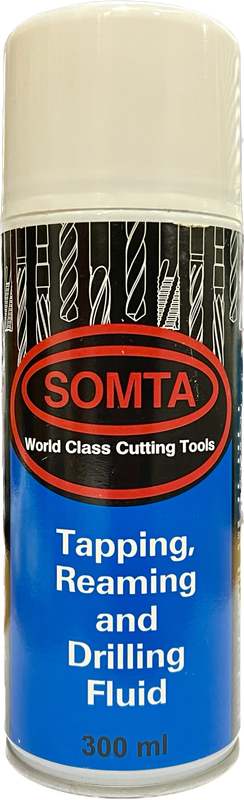 SOMTA
World Class Cutting Tools
Tapping,
Reaming
and
Drilling
Fluid
300 ml